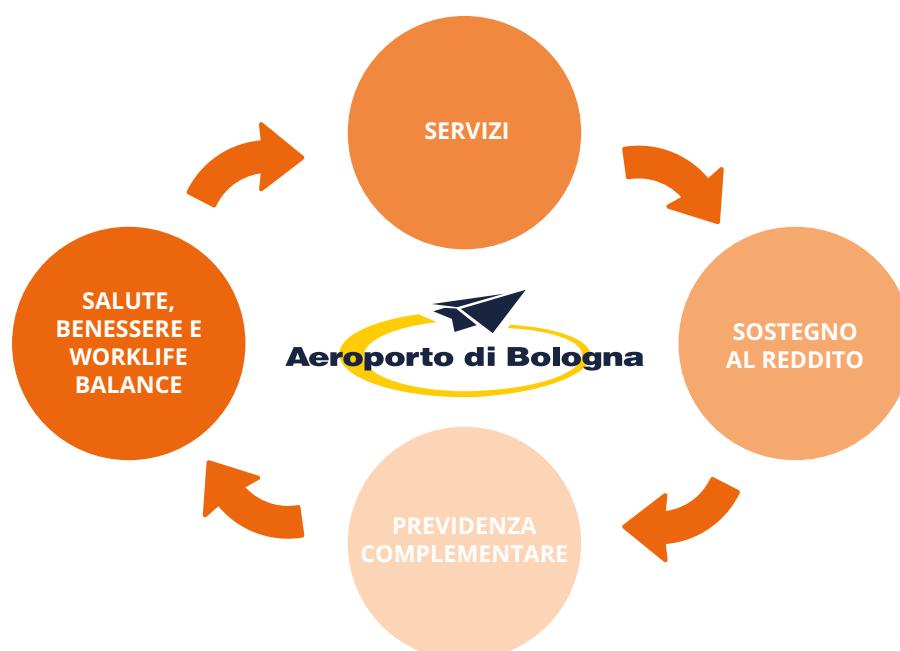 SERVIZI
SALUTE,
BENESSERE E
WORKLIFE
BALANCE
Aeroporto di Bologna
SOSTEGNO
AL REDDITO
PREVIDENZA
COMPLEMENTARE